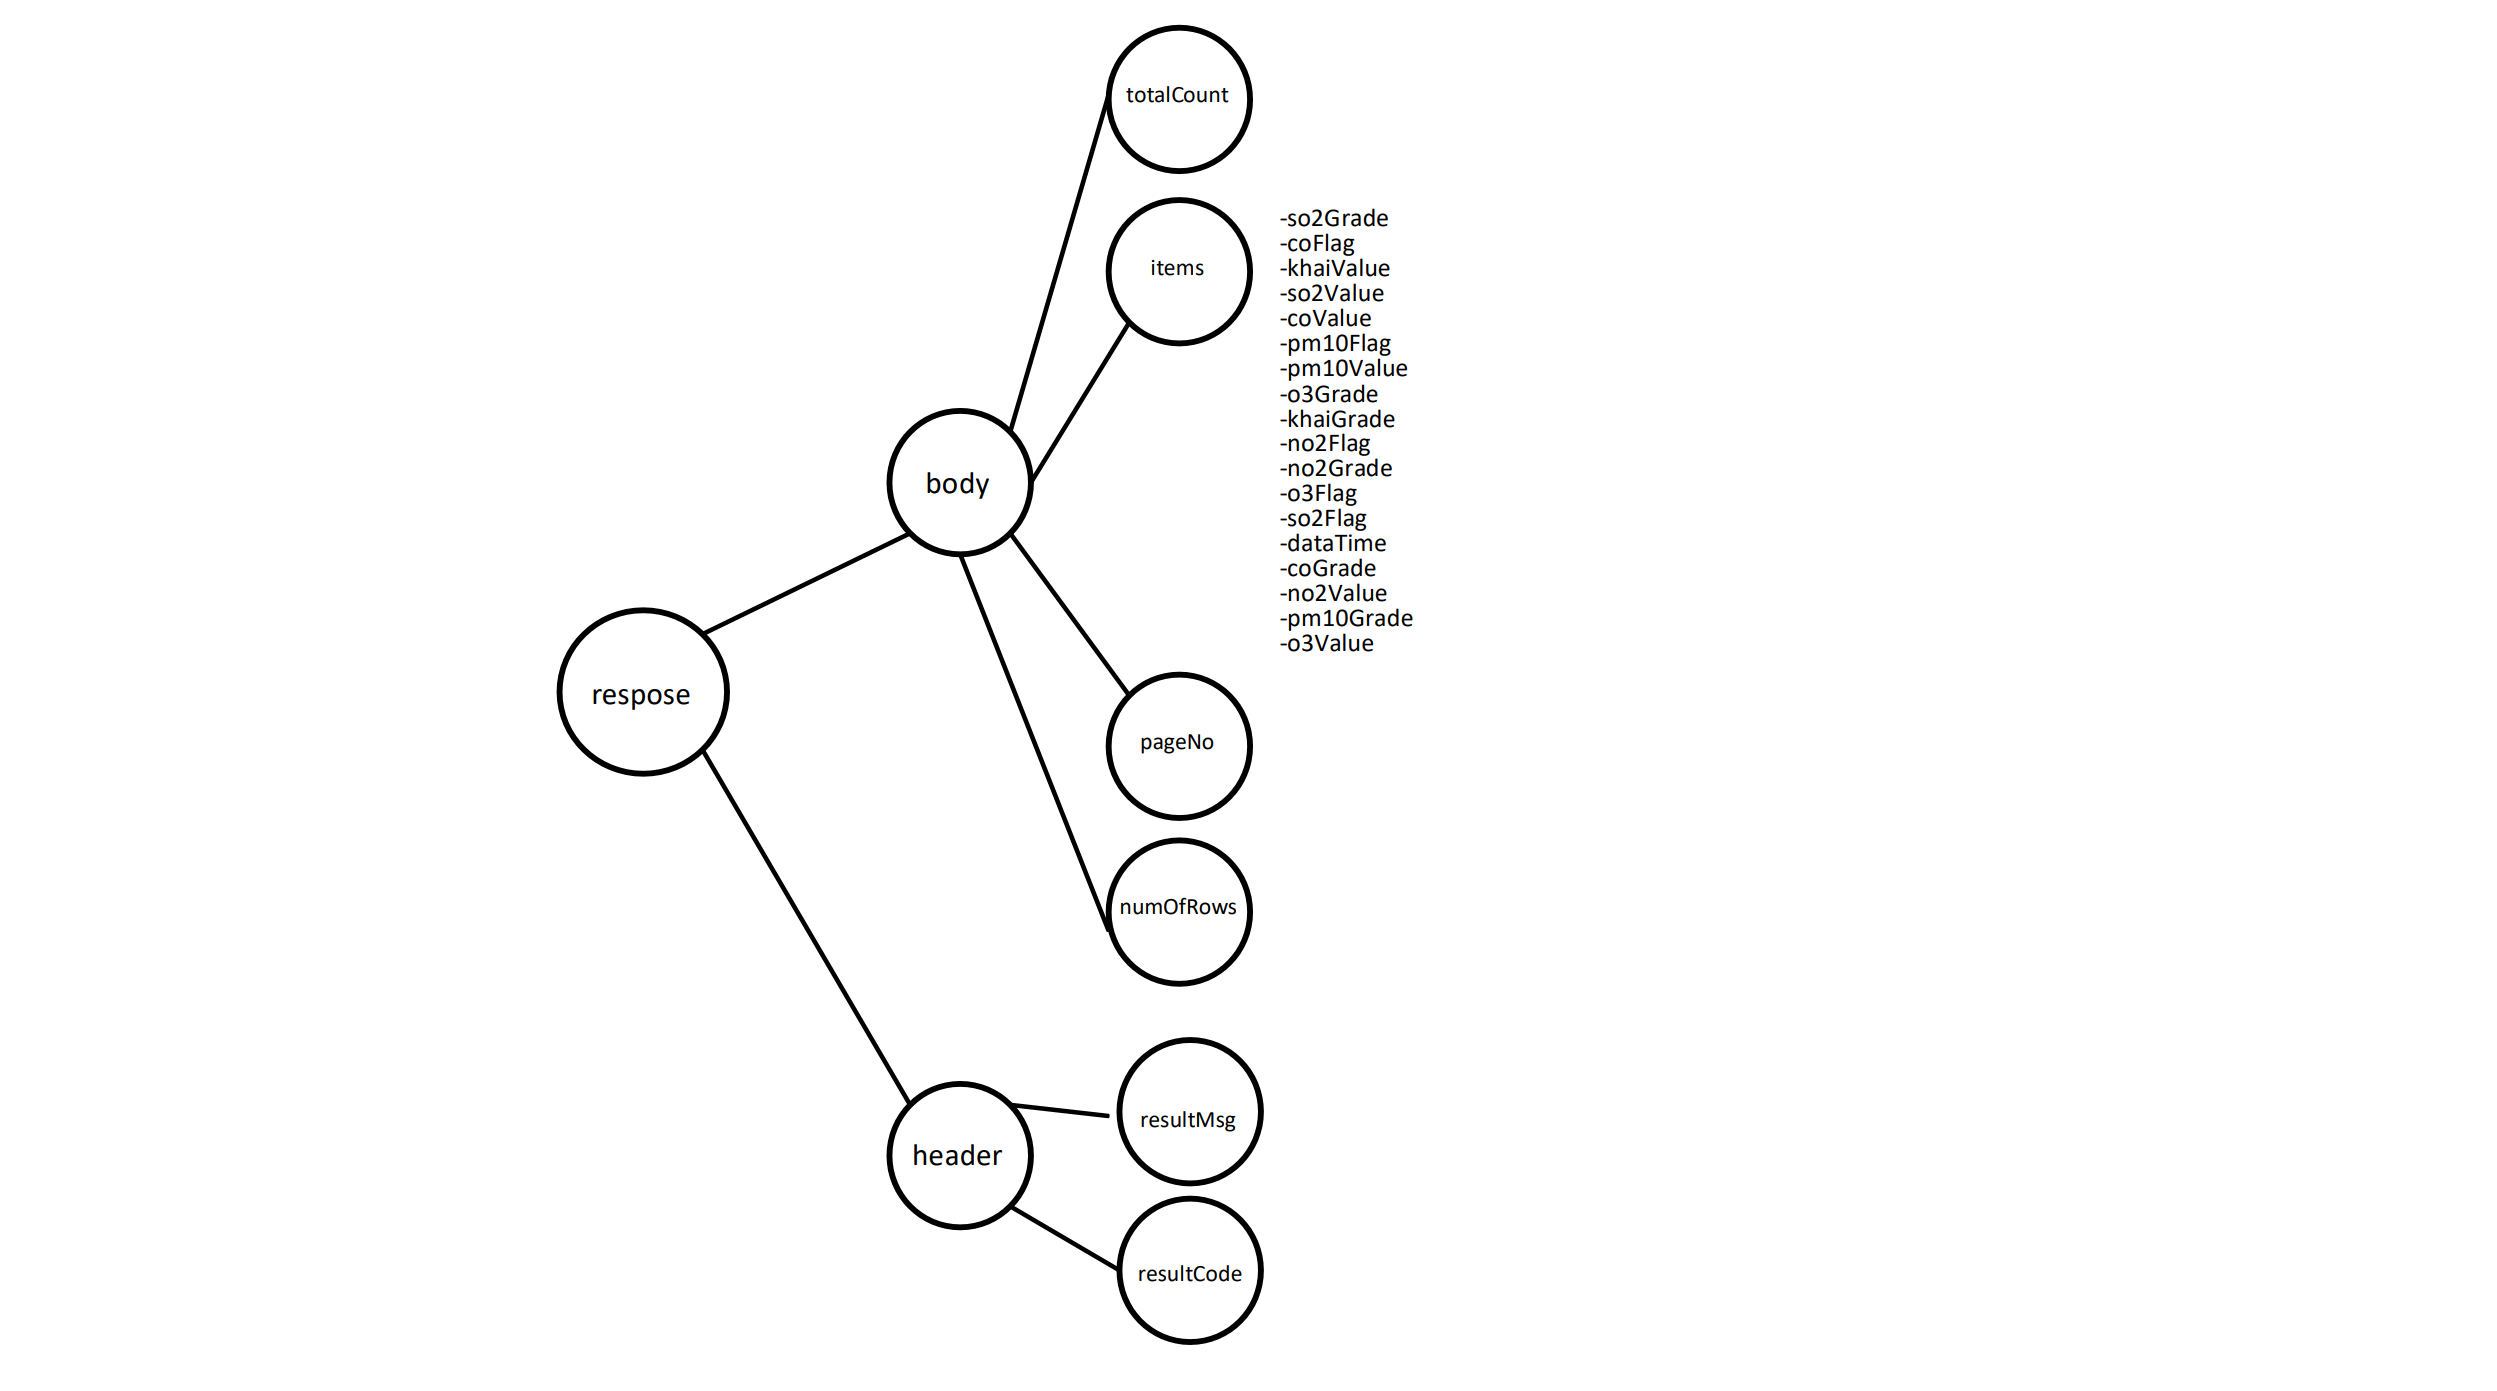 totalCount
items
-so2Grade
-coFlag
-khaiValue
-so2Value
-coValue
-pm10Flag
-pm10Value
-o3Grade
-khaiGrade
-no2Flag
-no2Grade
-o3Flag
-so2Flag
-dataTime
-coGrade
-no2Value
-pm10Grade
-o3Value
body
respose
pageNo
numOfRows
resultMsg
header
resultCode